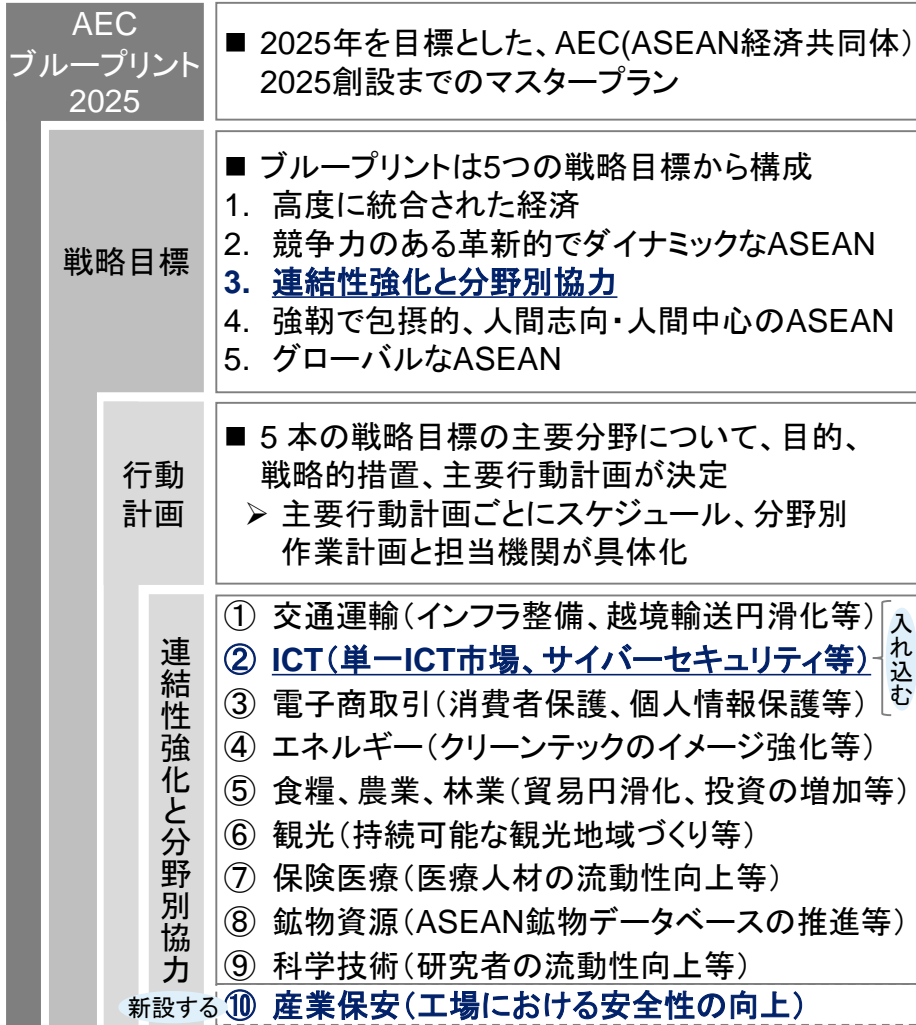 AEC
ブループリント
2025
■ 2025年を目標とした、AEC(ASEAN経済共同体)
2025創設までのマスタープラン
戦略目標
■ ブループリントは5つの戦略目標から構成
1. 高度に統合された経済
2. 競争力のある革新的でダイナミックなASEAN
3. 連結性強化と分野別協力
4. 強靭で包摂的、人間志向・人間中心のASEAN
5. グローバルなASEAN
行動
計画
■ 5 本の戦略目標の主要分野について、目的、
戦略的措置、主要行動計画が決定
➢ 主要行動計画ごとにスケジュール、分野別
作業計画と担当機関が具体化
連結性強化と分野別協力
① 交通運輸(インフラ整備、越境輸送円滑化等)
② ICT(単一ICT市場、サイバーセキュリティ等)
③ 電子商取引(消費者保護、個人情報保護等)
入れ込む
④ エネルギー(クリーンテックのイメージ強化等)
⑤ 食糧、農業、林業(貿易円滑化、投資の増加等)
⑥ 観光(持続可能な観光地域づくり等)
⑦ 保険医療(医療人材の流動性向上等)
⑧ 鉱物資源(ASEAN鉱物データベースの推進等)
⑨ 科学技術(研究者の流動性向上等)
新設する ⑩ 産業保安(工場における安全性の向上)